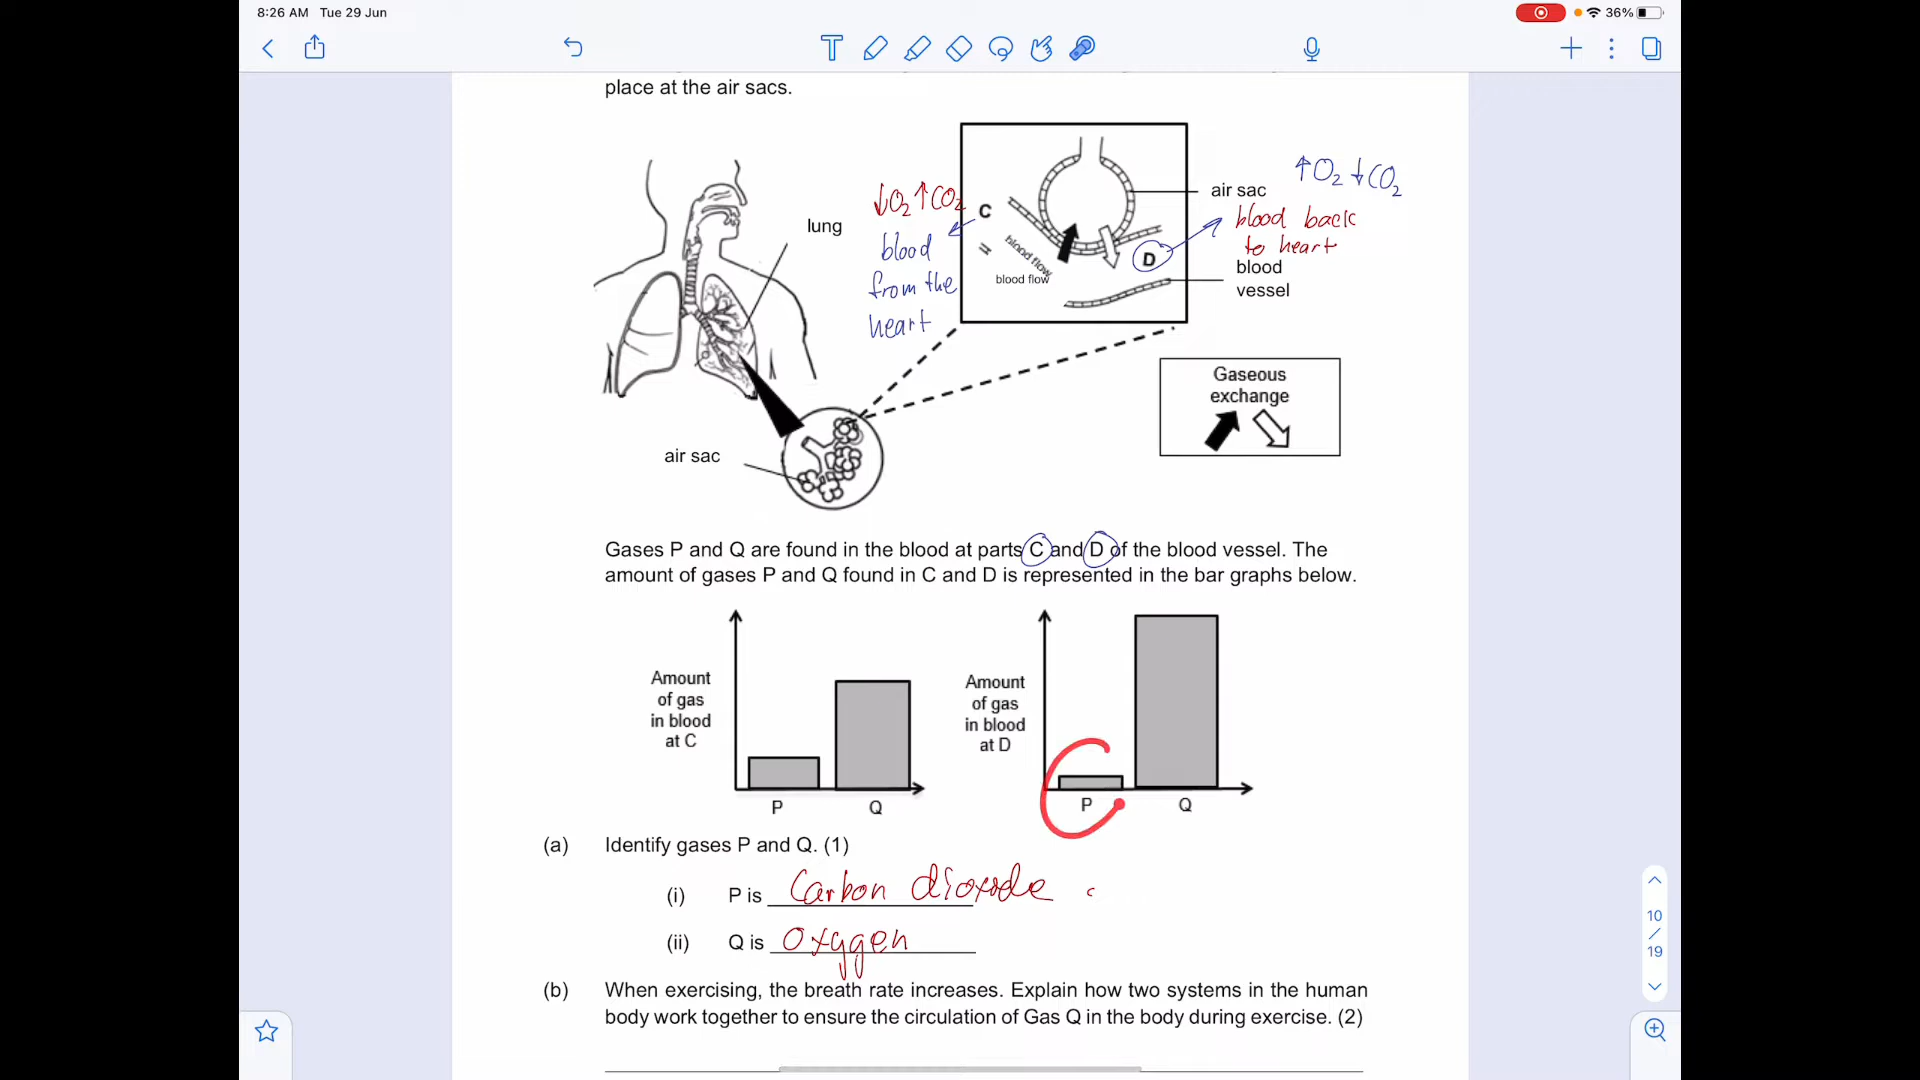 8:26 AM Tue 29 Jun
36%
place at the air sacs.
↓O₂ ↑CO₂
C
blood
from the
heart
lung
blood flow
blood flow
D
air sac
↑O₂ ↓CO₂
blood back
to heart
blood
vessel
Gaseous
exchange
air sac
Gases P and Q are found in the blood at parts C and D of the blood vessel. The
amount of gases P and Q found in C and D is represented in the bar graphs below.
Amount
of gas
in blood
at C
P
Q
Amount
of gas
in blood
at D
P
Q
(a) Identify gases P and Q. (1)
(i) P is Carbon dioxode
(ii) Q is Oxygen
(b) When exercising, the breath rate increases. Explain how two systems in the human
body work together to ensure the circulation of Gas Q in the body during exercise. (2)
10
/
19